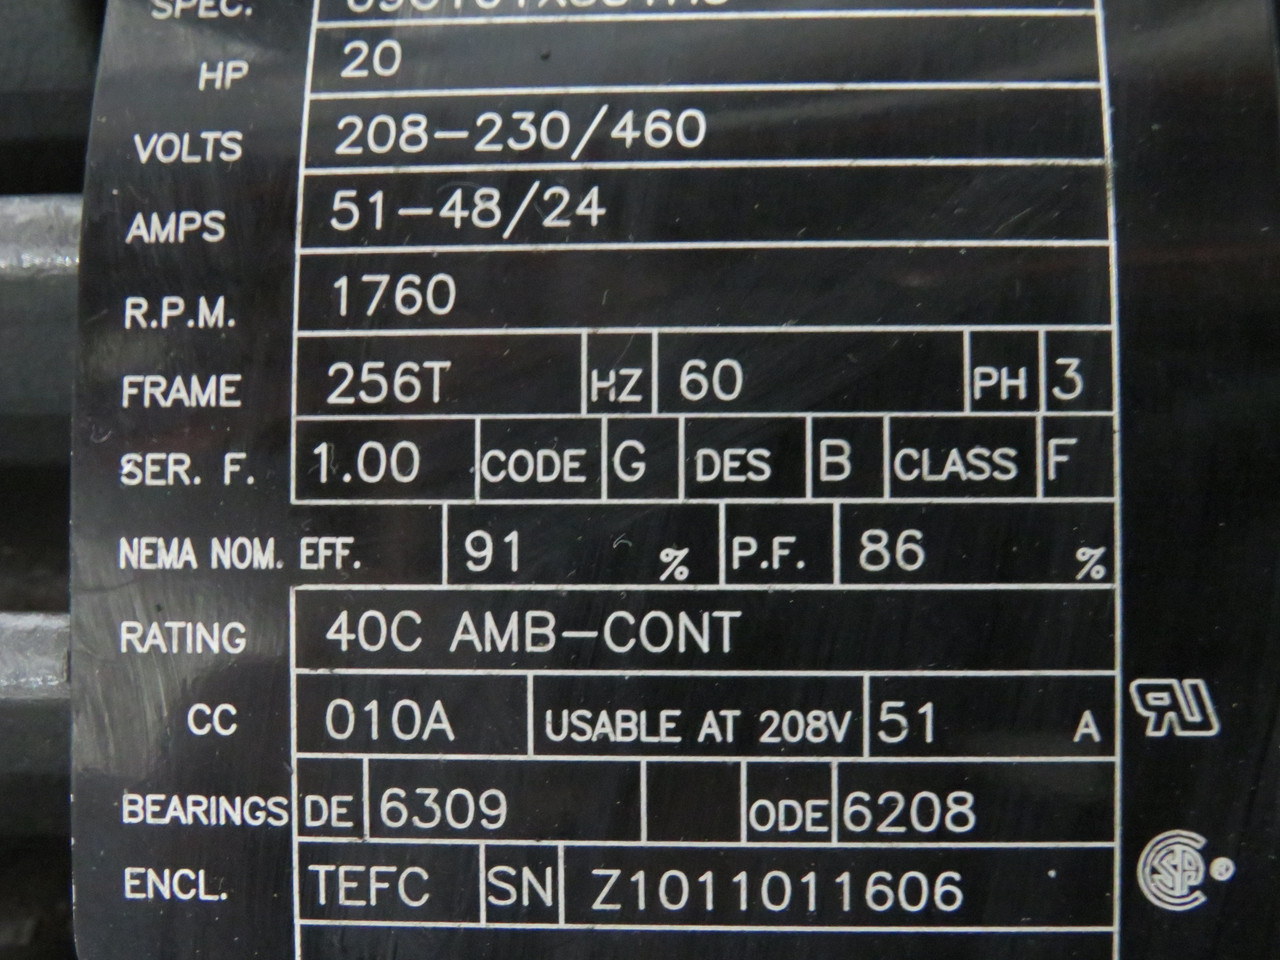 SPEC.
HP 20
VOLTS 208-230/460
AMPS 51-48/24
R.P.M. 1760
FRAME 256T HZ 60 PH 3
SER. F. 1.00 CODE G DES B CLASS F
NEMA NOM. EFF. 91 % P.F. 86 %
RATING 40C AMB-CONT
CC 010A USABLE AT 208V 51 A
BEARINGS DE 6309 ODE 6208
ENCL. TEFC SN Z1011011606